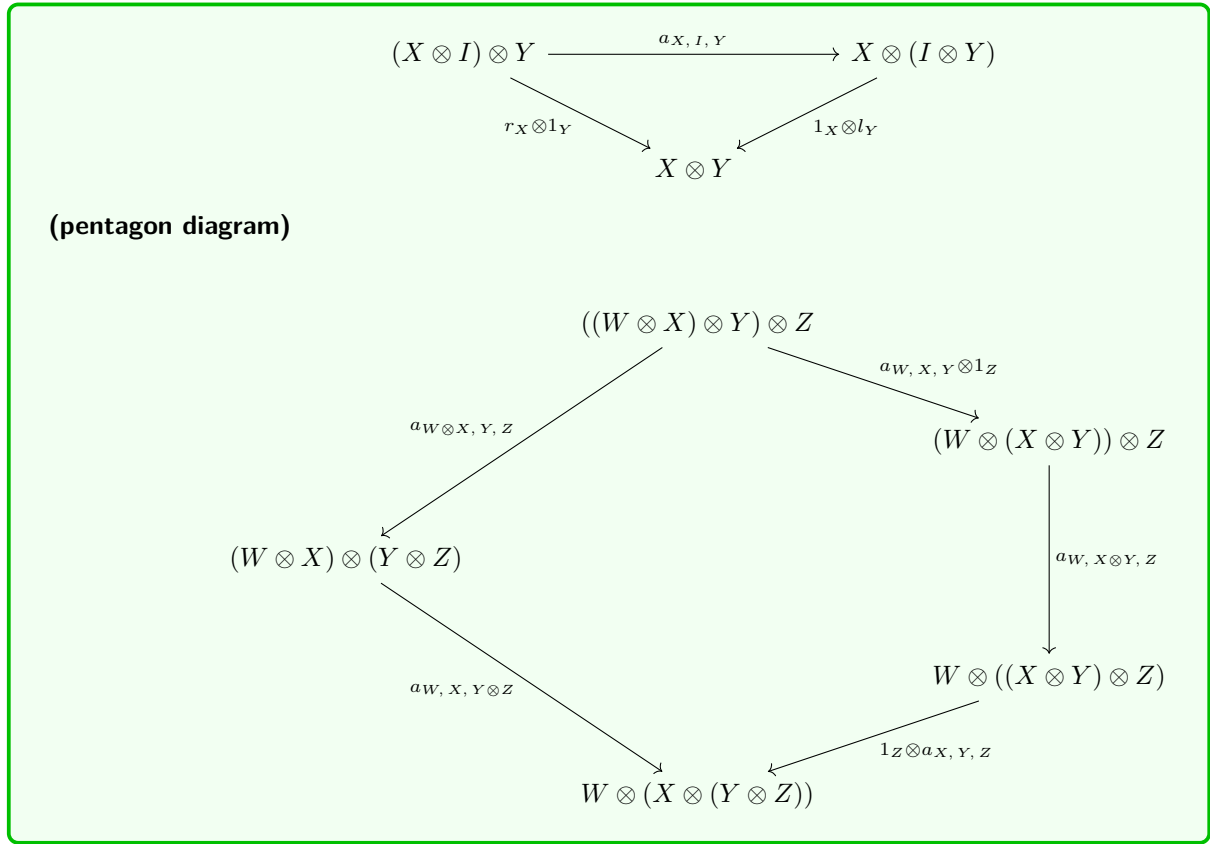 (X ⊗ I) ⊗ Y a_{X, I, Y} X ⊗ (I ⊗ Y)
r_X⊗1_Y 1_X⊗l_Y
X ⊗ Y
(pentagon diagram)
((W ⊗ X) ⊗ Y) ⊗ Z
a_{W, X, Y}⊗1_Z
a_{W⊗X, Y, Z}
(W ⊗ (X ⊗ Y)) ⊗ Z
(W ⊗ X) ⊗ (Y ⊗ Z)
a_{W, X⊗Y, Z}
W ⊗ ((X ⊗ Y) ⊗ Z)
a_{W, X, Y⊗Z}
1_Z⊗a_{X, Y, Z}
W ⊗ (X ⊗ (Y ⊗ Z))